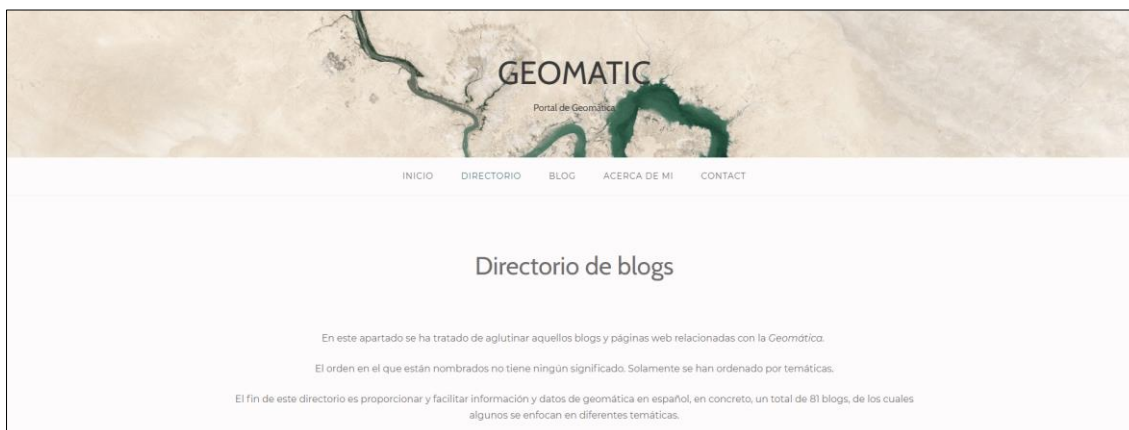 GEOMATIC
Portal de Geomática
INICIO DIRECTORIO BLOG ACERCA DE MI CONTACT
Directorio de blogs
En este apartado se ha tratado de aglutinar aquellos blogs y páginas web relacionadas con la Geomática.
El orden en el que están nombrados no tiene ningún significado. Solamente se han ordenado por temáticas.
El fin de este directorio es proporcionar y facilitar información y datos de geomática en español, en concreto, un total de 81 blogs, de los cuales
algunos se enfocan en diferentes temáticas.